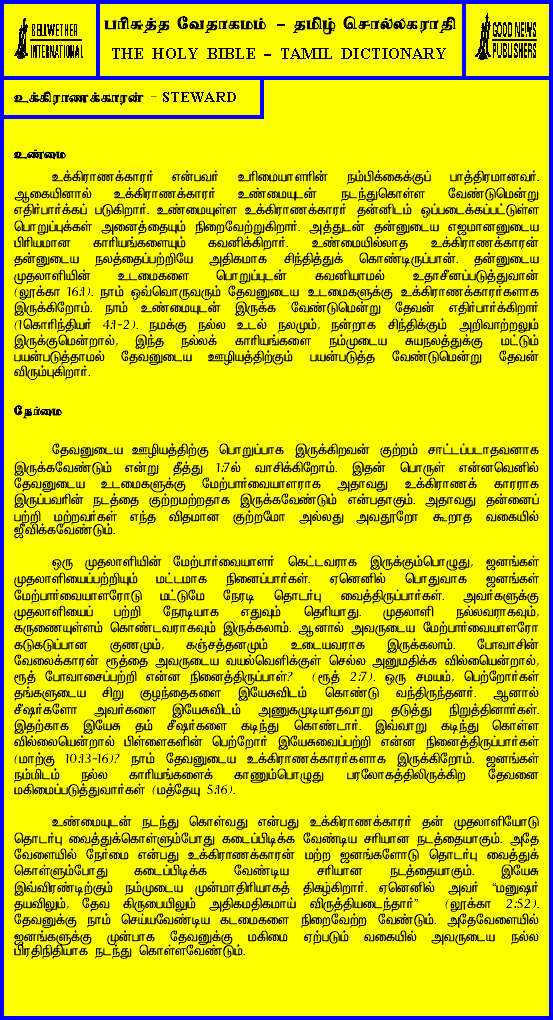 BELLWETHER
INTERNATIONAL
பரிசுத்த வேதாகமம் - தமிழ் சொல்லகராதி
THE HOLY BIBLE - TAMIL DICTIONARY
GOOD NEWS
PUBLISHERS
உக்கிராணக்காரன் - STEWARD
உண்மை
உக்கிராணக்காரர் என்பவர் உரிமையாளரின் நம்பிக்கைக்குப் பாத்திரமானவர்.
ஆகையினால் உக்கிராணக்காரர் உண்மையுடன் நடந்துகொள்ள வேண்டுமென்று
எதிர்பார்க்கப் படுகிறார். உண்மையுள்ள உக்கிராணக்காரர் தன்னிடம் ஒப்படைக்கப்பட்டுள்ள
பொறுப்புக்கள் அனைத்தையும் நிறைவேற்றுகிறார். அத்துடன் தன்னுடைய எஜமானனுடைய
பிரியமான காரியங்களையும் கவனிக்கிறார். உண்மையில்லாத உக்கிராணக்காரன்
தன்னுடைய நலத்தைப்பற்றியே அதிகமாக சிந்தித்துக் கொண்டிருப்பான். தன்னுடைய
முதலாளியின் உடமைகளை பொறுப்புடன் கவனியாமல் உதாசீனப்படுத்துவான்
(லூக்கா 16:1). நாம் ஒவ்வொருவரும் தேவனுடைய உடமைகளுக்கு உக்கிராணக்காரர்களாக
இருக்கிறோம். நாம் உண்மையுடன் இருக்க வேண்டுமென்று தேவன் எதிர்பார்க்கிறார்
(1கொரிந்தியர் 4:1-2). நமக்கு நல்ல உடல் நலமும், நன்றாக சிந்திக்கும் அறிவாற்றலும்
இருக்குமென்றால், இந்த நல்லக் காரியங்களை நம்முடைய சுயநலத்துக்கு மட்டும்
பயன்படுத்தாமல் தேவனுடைய ஊழியத்திற்கும் பயன்படுத்த வேண்டுமென்று தேவன்
விரும்புகிறார்.
நேர்மை
தேவனுடைய ஊழியத்திற்கு பொறுப்பாக இருக்கிறவன் குற்றம் சாட்டப்படாதவனாக
இருக்கவேண்டும் என்று தீத்து 1:7ல் வாசிக்கிறோம். இதன் பொருள் என்னவெனில்
தேவனுடைய உடமைகளுக்கு மேற்பார்வையாளராக அதாவது உக்கிராணக் காரராக
இருப்பவரின் நடத்தை குற்றமற்றதாக இருக்கவேண்டும் என்பதாகும். அதாவது தன்னைப்
பற்றி மற்றவர்கள் எந்த விதமான குற்றமோ அல்லது அவதூறோ கூறாத வகையில்
ஜீவிக்கவேண்டும்.
ஒரு முதலாளியின் மேற்பார்வையாளர் கெட்டவராக இருக்கும்பொழுது, ஜனங்கள்
முதலாளியைப்பற்றியும் மட்டமாக நினைப்பார்கள். ஏனெனில் பொதுவாக ஜனங்கள்
மேற்பார்வையாளரோடு மட்டுமே நேரடி தொடர்பு வைத்திருப்பார்கள். அவர்களுக்கு
முதலாளியைப் பற்றி நேரடியாக எதுவும் தெரியாது. முதலாளி நல்லவராகவும்,
கருணையுள்ளம் கொண்டவராகவும் இருக்கலாம். ஆனால் அவருடைய மேற்பார்வையாளரோ
கடுகடுப்பான குணமும், கஞ்சத்தனமும் உடையவராக இருக்கலாம். போவாசின்
வேலைக்காரன் ரூத்தை அவருடைய வயல்வெளிக்குள் செல்ல அனுமதிக்க வில்லையென்றால்,
ரூத் போவாசைப்பற்றி என்ன நினைத்திருப்பாள்? (ரூத் 2:7). ஒரு சமயம், பெற்றோர்கள்
தங்களுடைய சிறு குழந்தைகளை இயேசுவிடம் கொண்டு வந்திருந்தனர். ஆனால்
சீஷர்களோ அவர்களை இயேசுவிடம் அணுகமுடியாதவாறு தடுத்து நிறுத்தினார்கள்.
இதற்காக இயேசு தம் சீஷர்களை கடிந்து கொண்டார். இவ்வாறு கடிந்து கொள்ள
வில்லையென்றால் பிள்ளைகளின் பெற்றோர் இயேசுவைப்பற்றி என்ன நினைத்திருப்பார்கள்
(மாற்கு 10:13-16)? நாம் தேவனுடைய உக்கிராணக்காரர்களாக இருக்கிறோம். ஜனங்கள்
நம்மிடம் நல்ல காரியங்களைக் காணும்பொழுது பரலோகத்திலிருக்கிற தேவனை
மகிமைப்படுத்துவார்கள் (மத்தேயு 5:16).
உண்மையுடன் நடந்து கொள்வது என்பது உக்கிராணக்காரர் தன் முதலாளியோடு
தொடர்பு வைத்துக்கொள்ளும்போது கடைப்பிடிக்க வேண்டிய சரியான நடத்தையாகும். அதே
வேளையில் நேர்மை என்பது உக்கிராணக்காரன் மற்ற ஜனங்களோடு தொடர்பு வைத்துக்
கொள்ளும்போது கடைப்பிடிக்க வேண்டிய சரியான நடத்தையாகும். இயேசு
இவ்விரண்டிற்கும் நம்முடைய முன்மாதிரியாகத் திகழ்கிறார். ஏனெனில் அவர் "மனுஷர்
தயவிலும், தேவ கிருபையிலும் அதிகமதிகமாய் விருத்தியடைந்தார்" (லூக்கா 2:52).
தேவனுக்கு நாம் செய்யவேண்டிய கடமைகளை நிறைவேற்ற வேண்டும். அதேவேளையில்
ஜனங்களுக்கு முன்பாக தேவனுக்கு மகிமை ஏற்படும் வகையில் அவருடைய நல்ல
பிரதிநிதியாக நடந்து கொள்ளவேண்டும்.